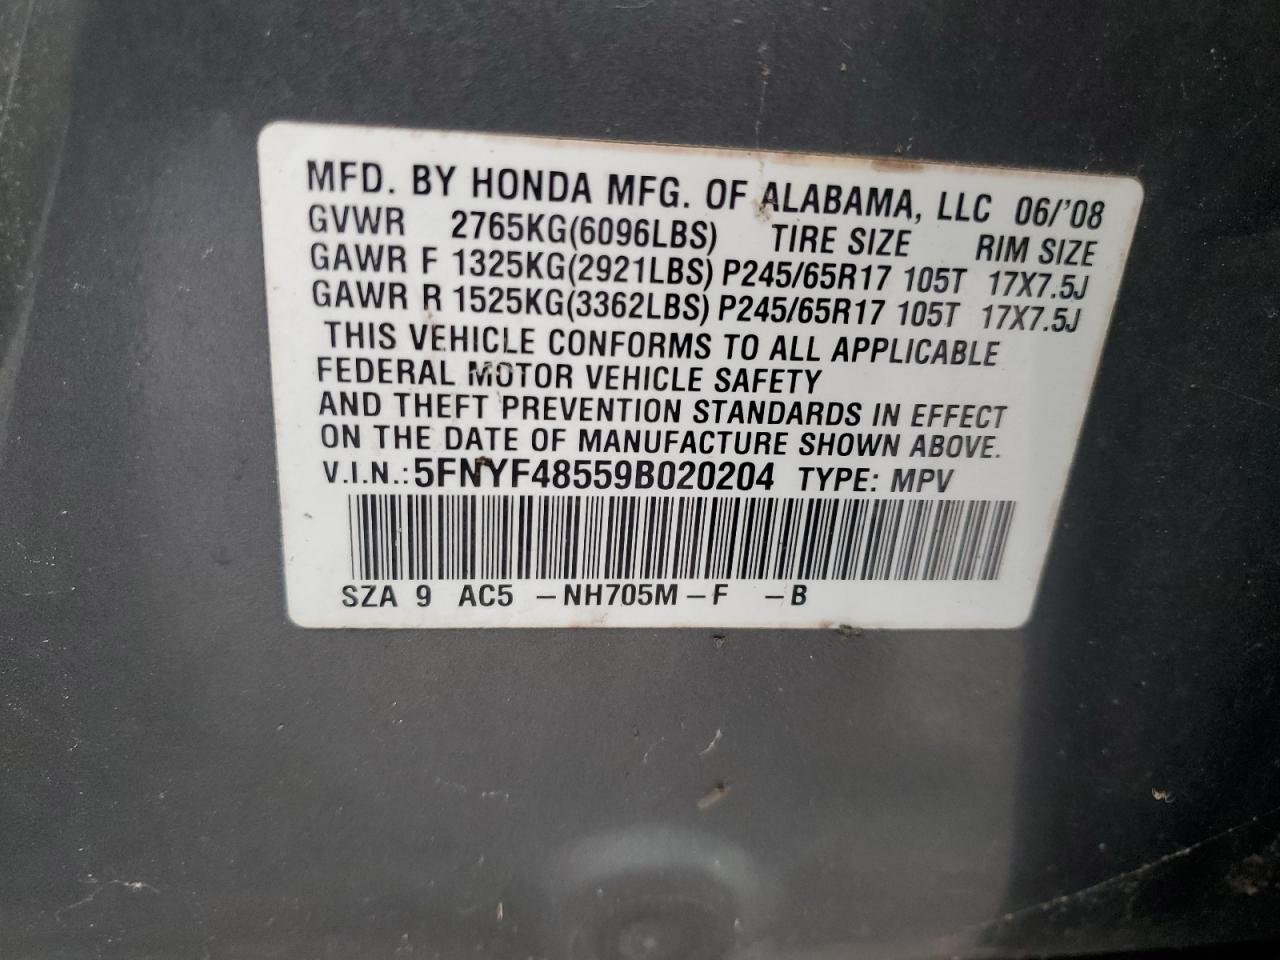 MFD. BY HONDA MFG. OF ALABAMA, LLC 06/'08
GVWR 2765KG(6096LBS) TIRE SIZE RIM SIZE
GAWR F 1325KG(2921LBS) P245/65R17 105T 17X7.5J
GAWR R 1525KG(3362LBS) P245/65R17 105T 17X7.5J
THIS VEHICLE CONFORMS TO ALL APPLICABLE
FEDERAL MOTOR VEHICLE SAFETY
AND THEFT PREVENTION STANDARDS IN EFFECT
ON THE DATE OF MANUFACTURE SHOWN ABOVE.
V.I.N.: 5FNYF48559B020204 TYPE: MPV
SZA 9 AC5 -NH705M-F -B